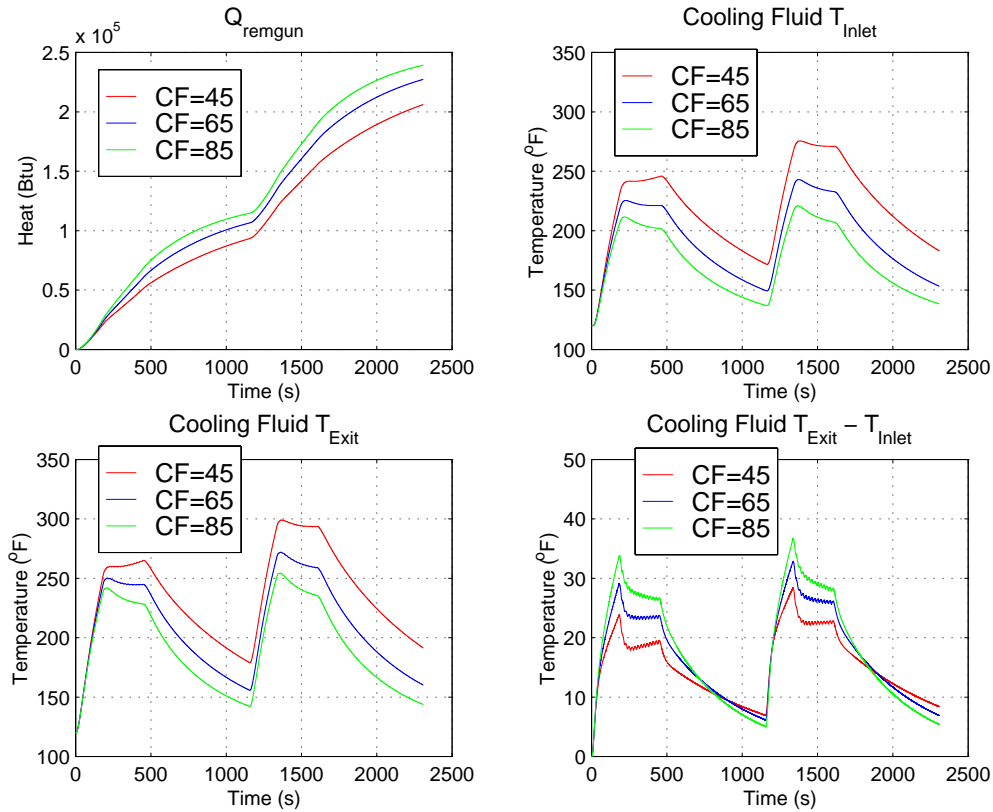 Q_remgun
x 10^5
2.5
2
1.5
1
0.5
0
Heat (Btu)
CF=45
CF=65
CF=85
0 500 1000 1500 2000 2500
Time (s)
Cooling Fluid T_Inlet
350
300
250
200
150
100
Temperature (°F)
CF=45
CF=65
CF=85
0 500 1000 1500 2000 2500
Time (s)
Cooling Fluid T_Exit
350
300
250
200
150
100
Temperature (°F)
CF=45
CF=65
CF=85
0 500 1000 1500 2000 2500
Time (s)
Cooling Fluid T_Exit − T_Inlet
50
40
30
20
10
0
Temperature (°F)
CF=45
CF=65
CF=85
0 500 1000 1500 2000 2500
Time (s)